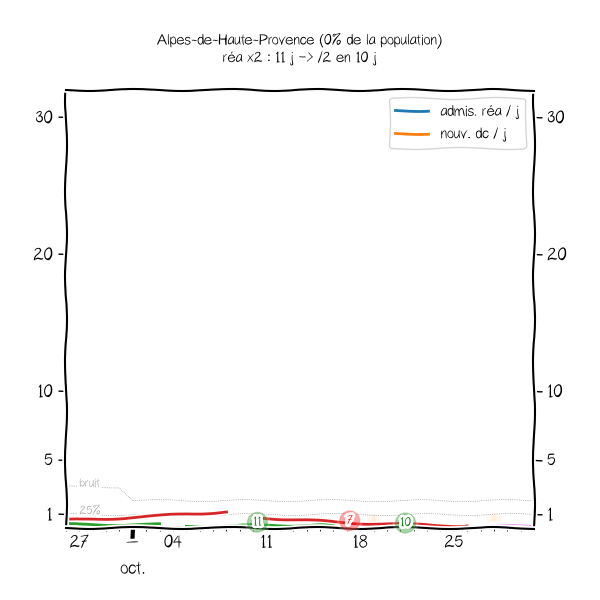 Alpes-de-Haute-Provence (0% de la population)
réa x2 : 11 j -> /2 en 10 j
admis. réa / j
nouv. dc / j
30 30
20 20
10 10
5 5
bruit
25%
1 1
11 7 10
27 04 11 18 25
oct.